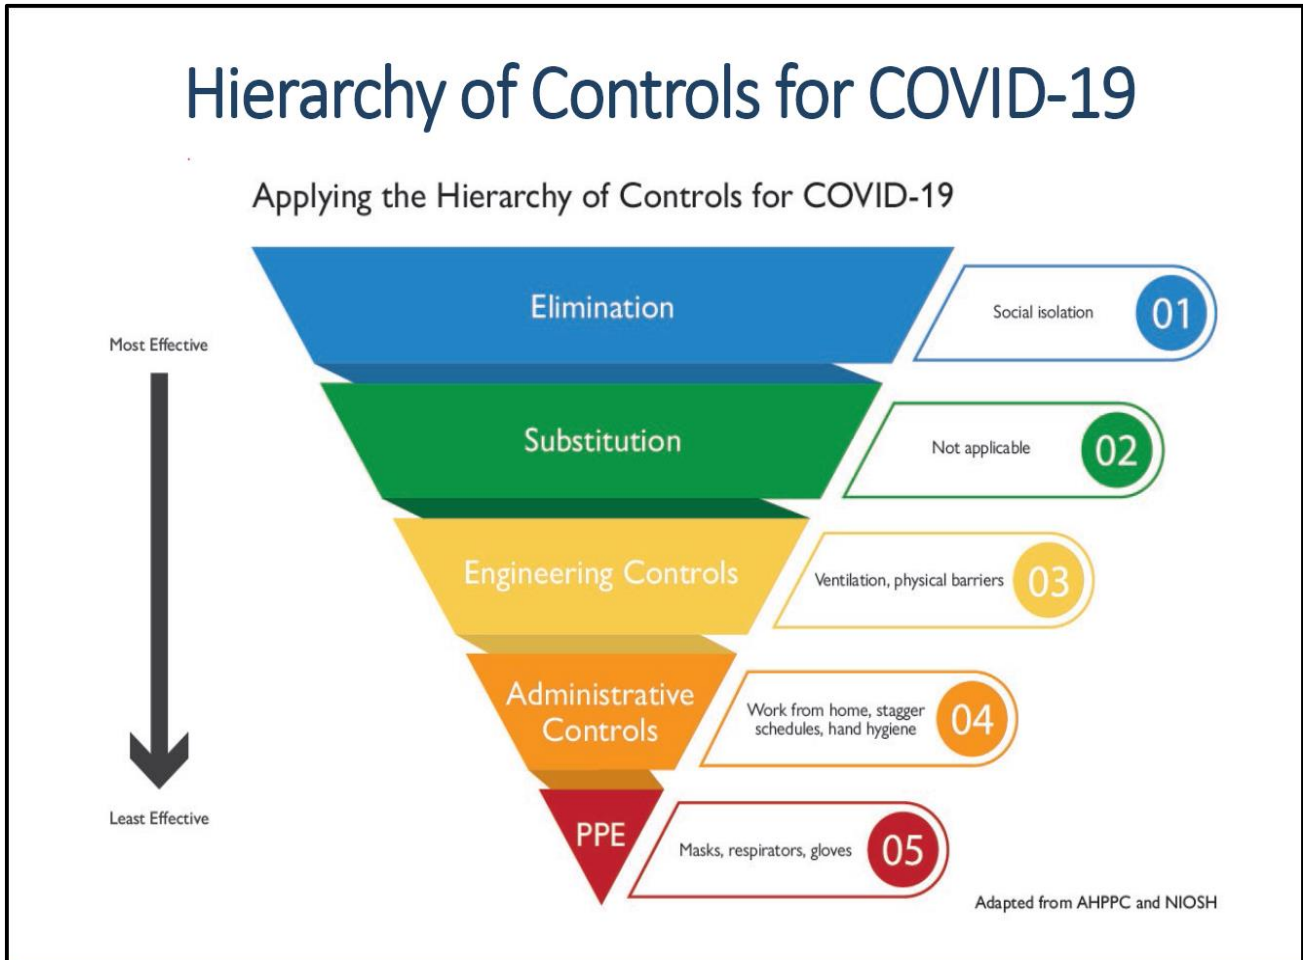 Hierarchy of Controls for COVID-19
Applying the Hierarchy of Controls for COVID-19
Most Effective
Least Effective
Elimination
Social isolation
01
Substitution
Not applicable
02
Engineering Controls
Ventilation, physical barriers
03
Administrative
Controls
Work from home, stagger
schedules, hand hygiene
04
PPE
Masks, respirators, gloves
05
Adapted from AHPPC and NIOSH